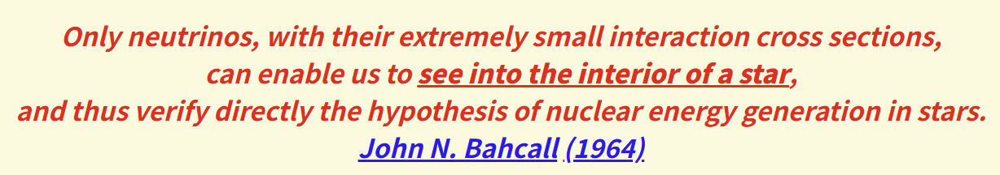 Only neutrinos, with their extremely small interaction cross sections,
can enable us to see into the interior of a star,
and thus verify directly the hypothesis of nuclear energy generation in stars.
John N. Bahcall (1964)